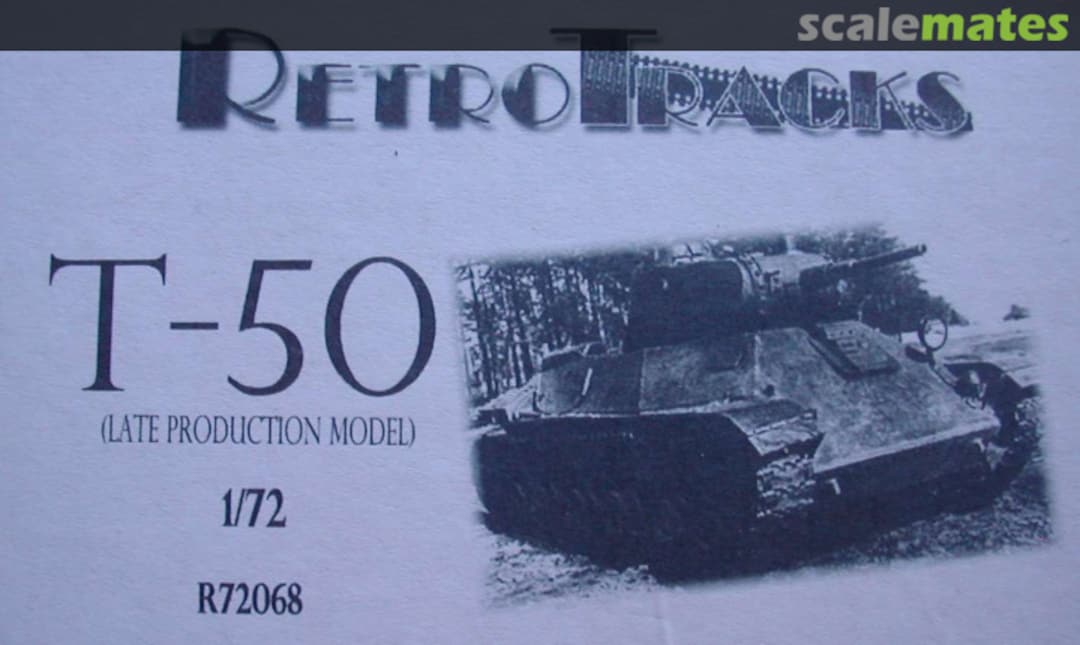 scalemates
RETROTRACKS
T-50
(LATE PRODUCTION MODEL)
1/72
R72068